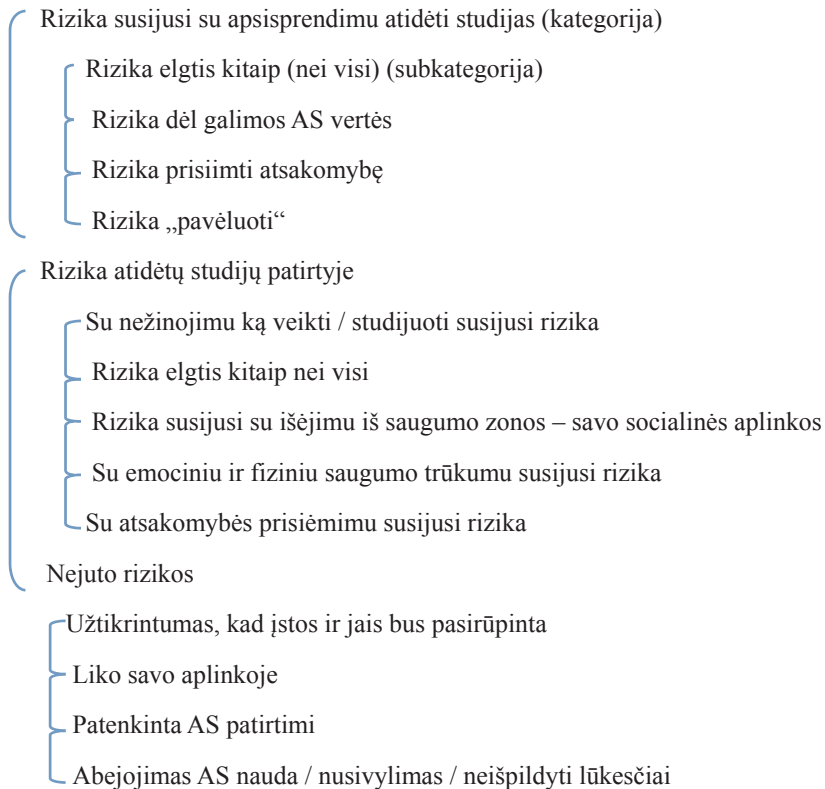 Rizika susijusi su apsisprendimu atidėti studijas (kategorija)
Rizika elgtis kitaip (nei visi) (subkategorija)
Rizika dėl galimos AS vertės
Rizika prisiimti atsakomybę
Rizika „pavėluoti“
Rizika atidėtų studijų patirtyje
Su nežinojimu ką veikti / studijuoti susijusi rizika
Rizika elgtis kitaip nei visi
Rizika susijusi su išėjimu iš saugumo zonos – savo socialinės aplinkos
Su emociniu ir fiziniu saugumo trūkumu susijusi rizika
Su atsakomybės prisiėmimu susijusi rizika
Nejuto rizikos
Užtikrintumas, kad įstos ir jais bus pasirūpinta
Liko savo aplinkoje
Patenkinta AS patirtimi
Abejojimas AS nauda / nusivylimas / neišpildyti lūkesčiai